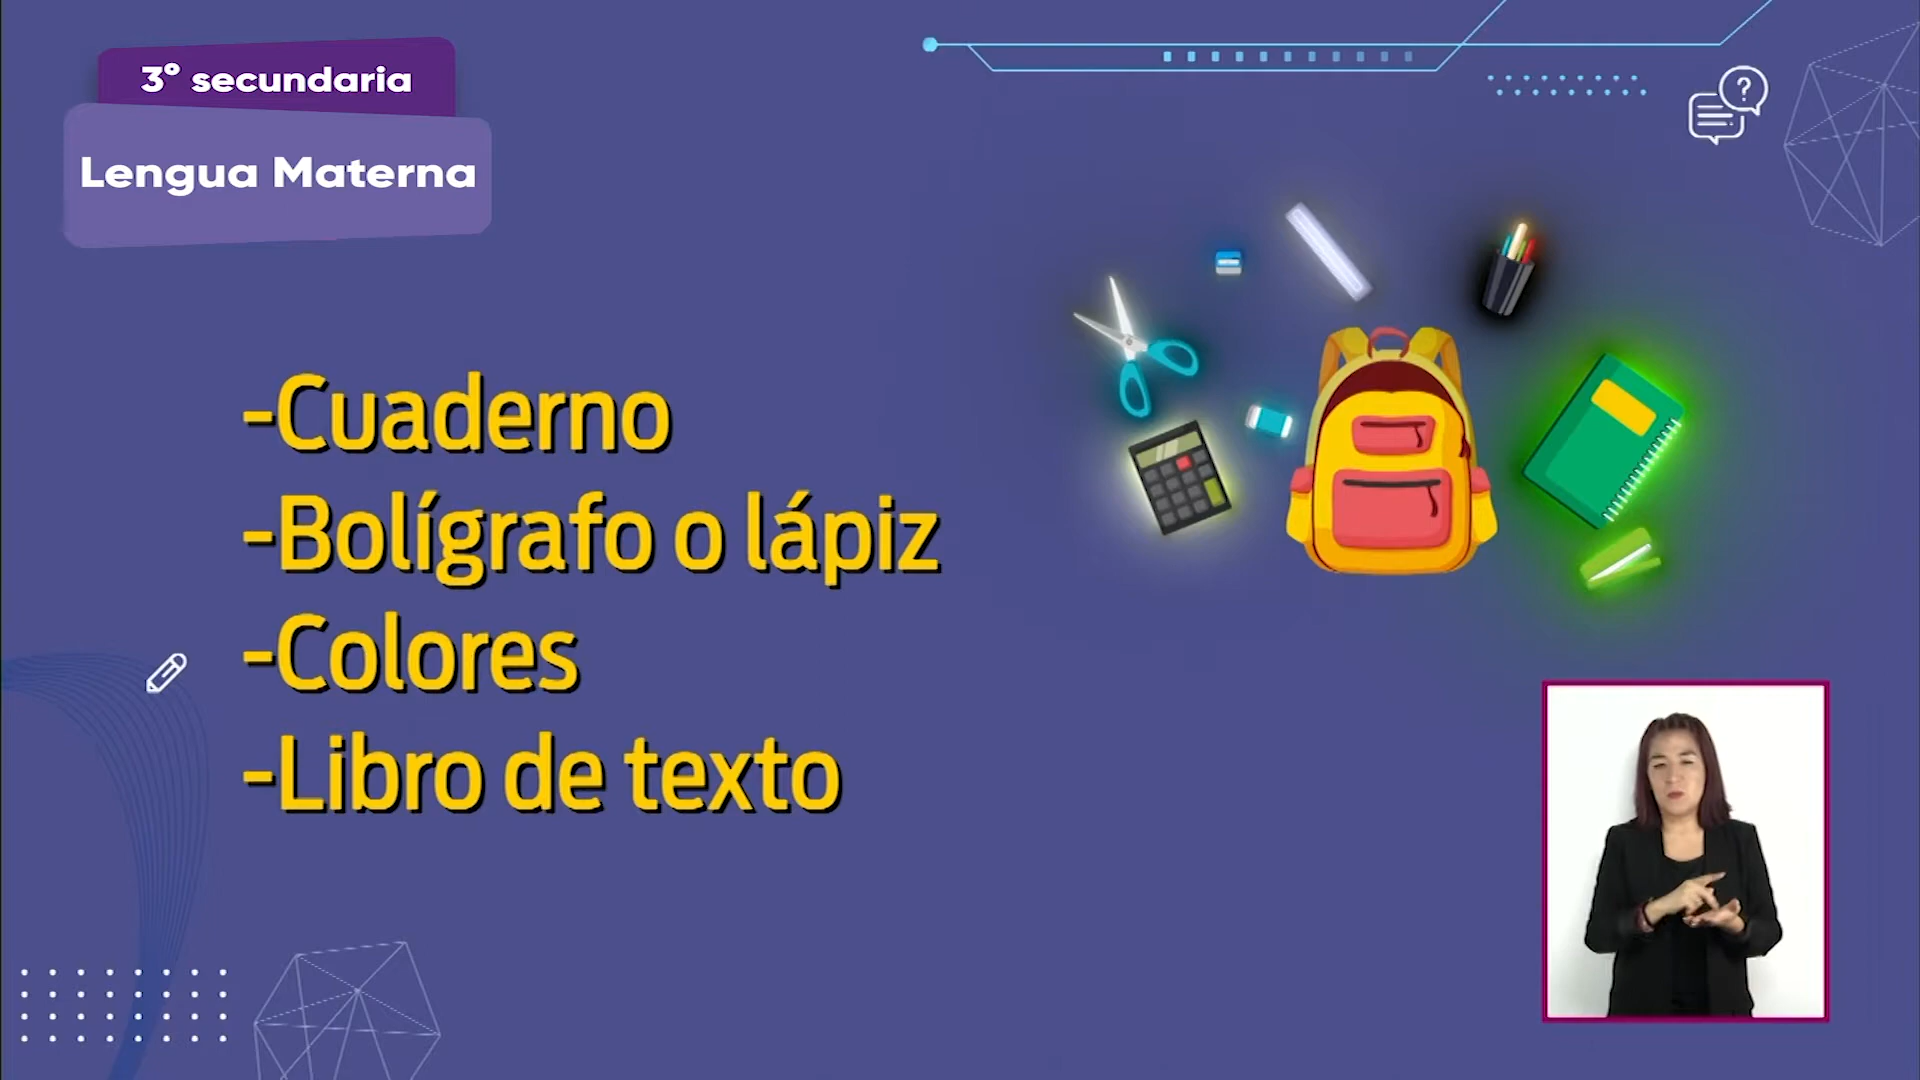 3° secundaria
Lengua Materna
-Cuaderno
-Bolígrafo o lápiz
-Colores
-Libro de texto
?